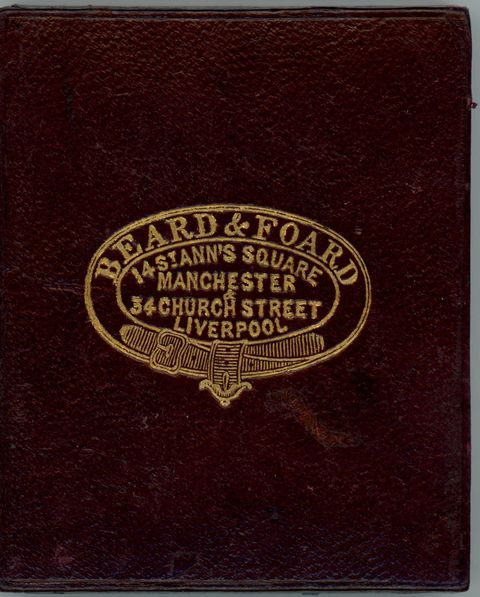 BEARD & FOARD
14 ST ANN'S SQUARE
MANCHESTER
&
34 CHURCH STREET
LIVERPOOL